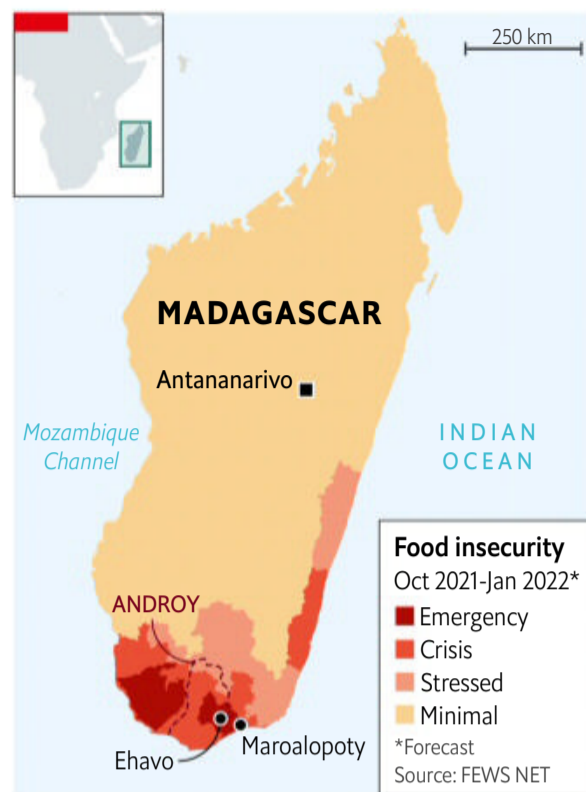 250 km
MADAGASCAR
Antananarivo
Mozambique
Channel
INDIAN
OCEAN
ANDROY
Ehavo
Maroalopoty
Food insecurity
Oct 2021-Jan 2022*
Emergency
Crisis
Stressed
Minimal
*Forecast
Source: FEWS NET